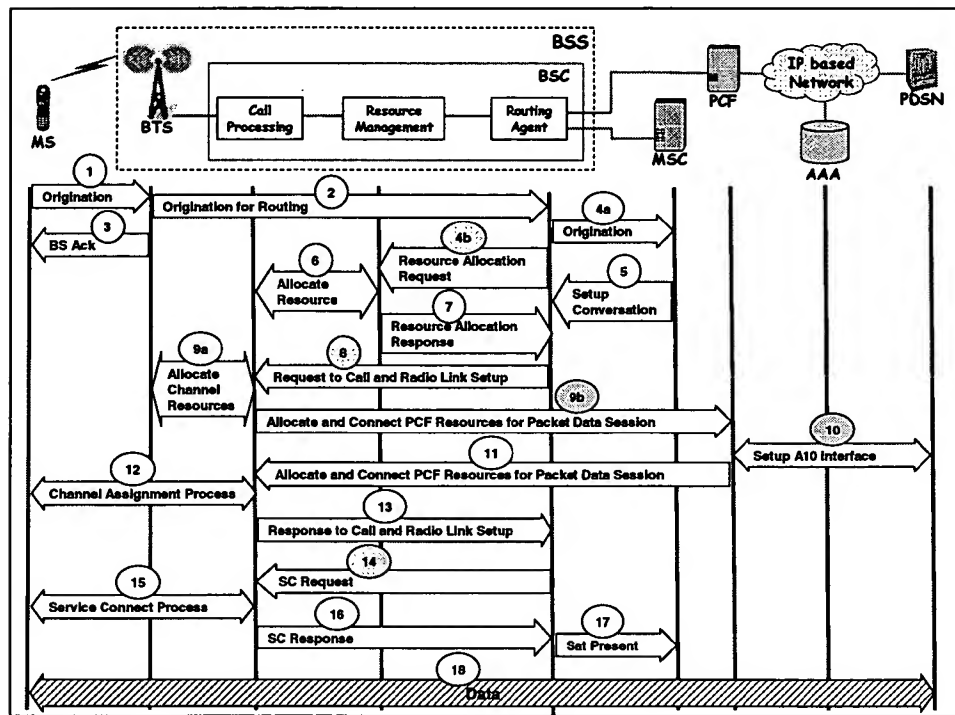 BSS
BSC
IP based
Network
PCF
PDSN
Call
Processing
Resource
Management
Routing
Agent
MS
BTS
MSC
AAA
1
Origination
2
Origination for Routing
3
BS Ack
4a
Origination
4b
Resource Allocation
Request
5
Setup
Conversation
6
Allocate
Resource
7
Resource Allocation
Response
8
Request to Call and Radio Link Setup
9a
Allocate
Channel
Resources
9b
Allocate and Connect PCF Resources for Packet Data Session
10
Setup A10 Interface
11
Allocate and Connect PCF Resources for Packet Data Session
12
Channel Assignment Process
13
Response to Call and Radio Link Setup
14
SC Request
15
Service Connect Process
16
SC Response
17
Sat Present
18
Data